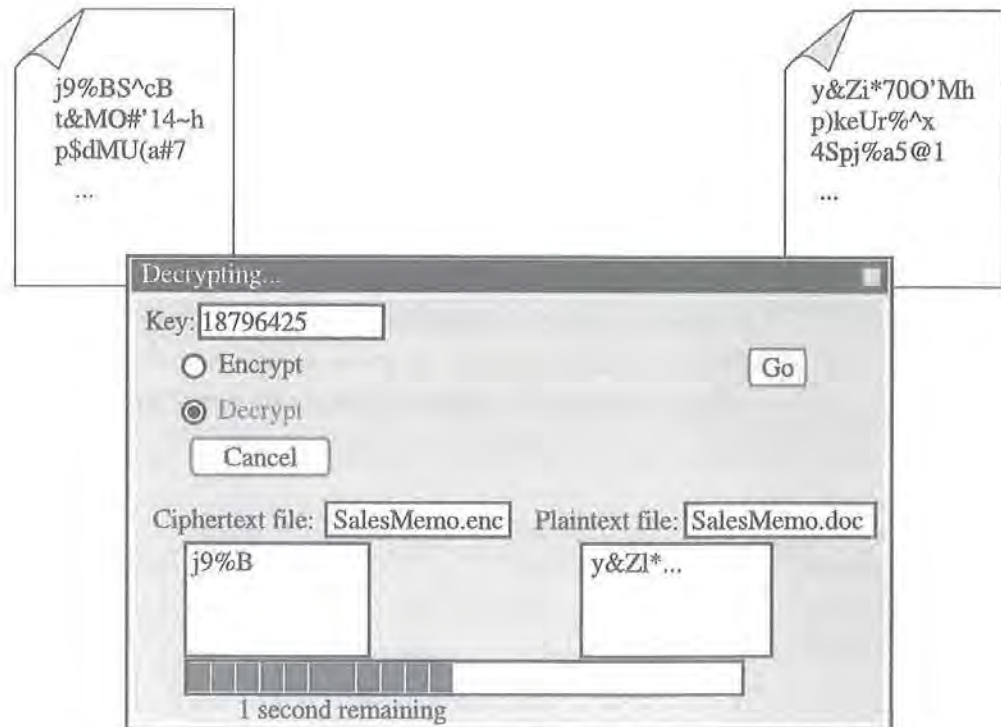 j9%BS^cB
t&MO#'14~h
p$dMU(a#7
...
y&Zi*70O'Mh
p)keUr%^x
4Spj%a5@1
...
Decrypting...
Key: 18796425
Encrypt
Go
Decrypt
Cancel
Ciphertext file: SalesMemo.enc Plaintext file: SalesMemo.doc
j9%B
y&Zl*...
1 second remaining